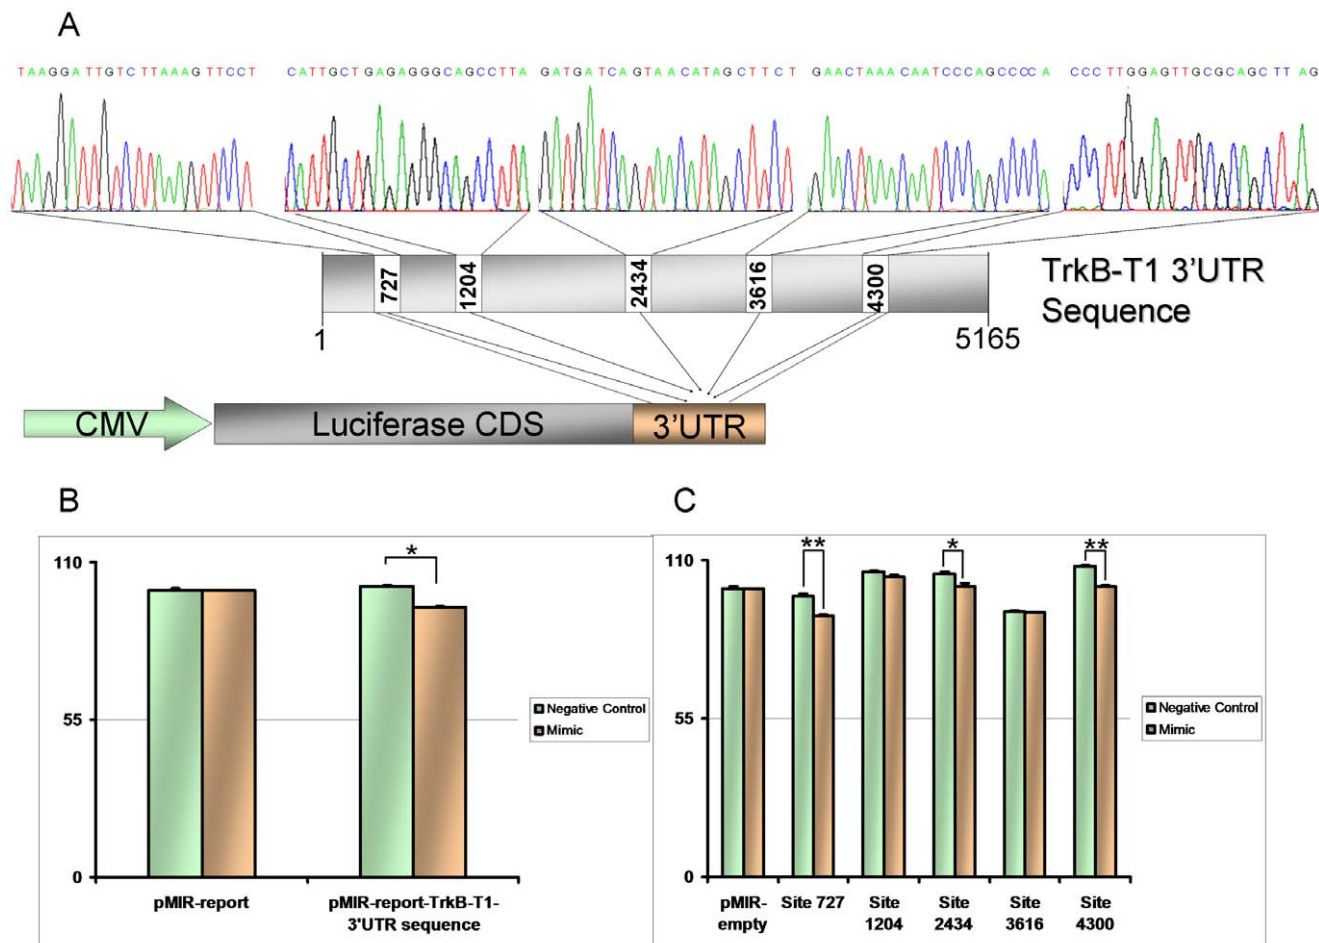 A
TAAGGATTGTCTTAAAGTTCCT CATTGCTGAGAGGGCAGCCTTA GATGATCAGTAACATAGCTTCT GAACTAAACAATCCCAGCCCCA CCCTTGGAGTTGCGCAGCTTAG
727 1204 2434 3616 4300
TrkB-T1 3'UTR
Sequence
1 5165
CMV Luciferase CDS 3'UTR
B
110
*
55
0
pMIR-report
pMIR-report-TrkB-T1-
3'UTR sequence
Negative Control
Mimic
C
110
** * **
55
0
pMIR-
empty
Site 727
Site
1204
Site
2434
Site
3616
Site
4300
Negative Control
Mimic